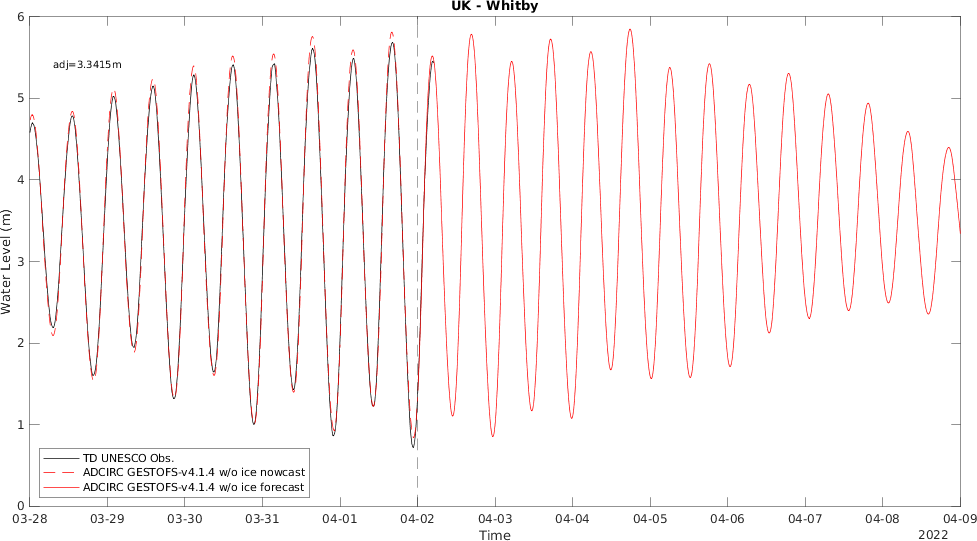 UK - Whitby
adj=3.3415m
6
5
4
3
2
1
0
Water Level (m)
TD UNESCO Obs.
ADCIRC GESTOFS-v4.1.4 w/o ice nowcast
ADCIRC GESTOFS-v4.1.4 w/o ice forecast
03-28 03-29 03-30 03-31 04-01 04-02 04-03 04-04 04-05 04-06 04-07 04-08 04-09
Time
2022